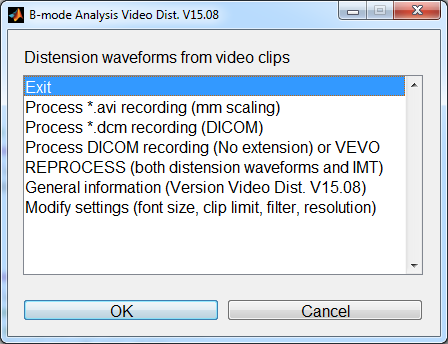 B-mode Analysis Video Dist. V15.08
Distension waveforms from video clips
Exit
Process *.avi recording (mm scaling)
Process *.dcm recording (DICOM)
Process DICOM recording (No extension) or VEVO
REPROCESS (both distension waveforms and IMT)
General information (Version Video Dist. V15.08)
Modify settings (font size, clip limit, filter, resolution)
OK
Cancel